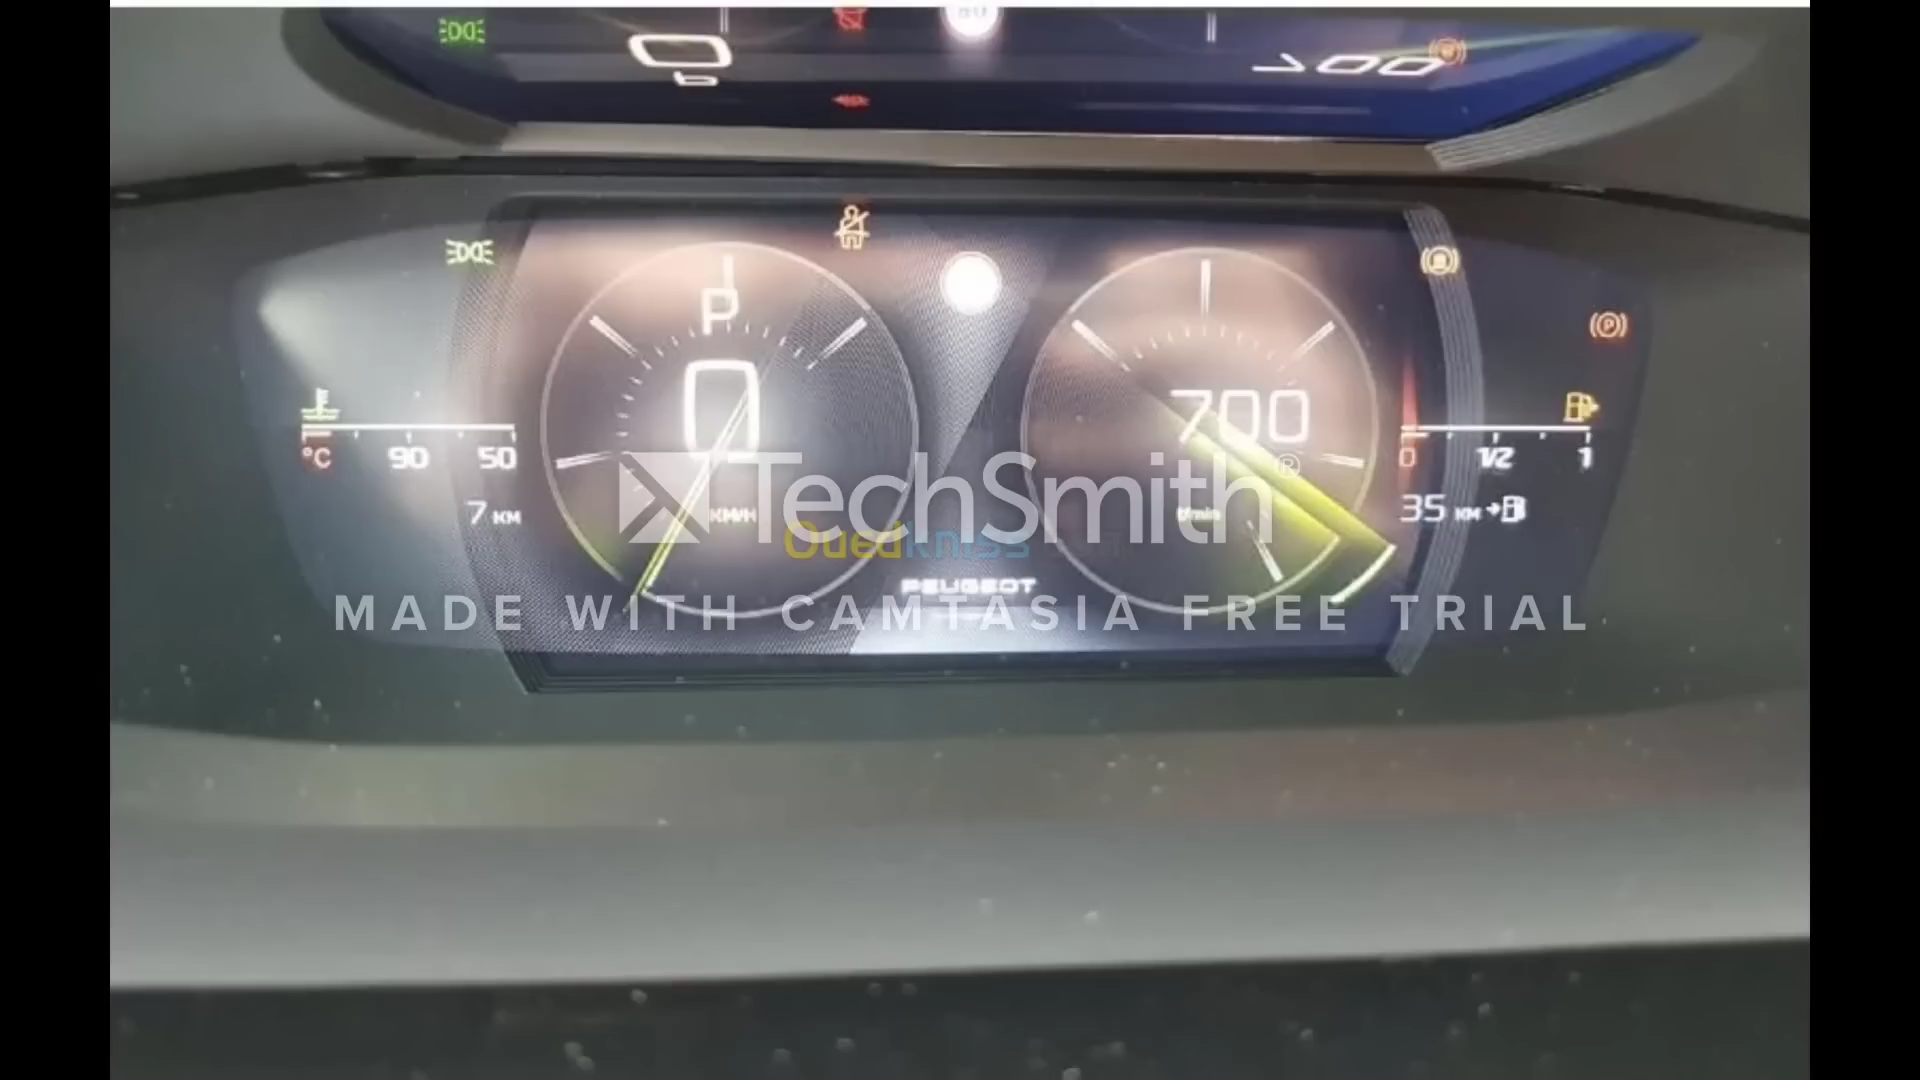 700
P
0
700
°C 90 50
0 1/2 1
7 KM
KM/H
t/min
35 KM
TechSmith®
Ouedkniss.com
PEUGEOT
MADE WITH CAMTASIA FREE TRIAL